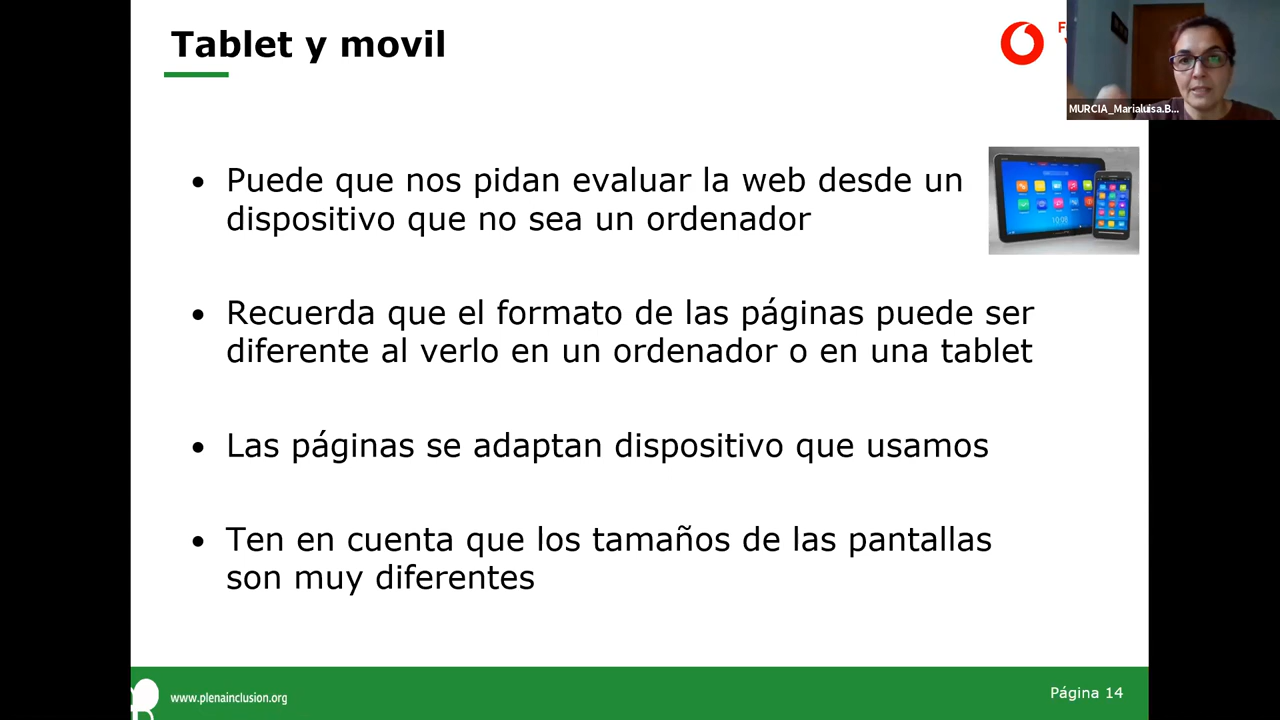 Tablet y movil
MURCIA_Marialuisa.B...
Puede que nos pidan evaluar la web desde un
dispositivo que no sea un ordenador
Recuerda que el formato de las páginas puede ser
diferente al verlo en un ordenador o en una tablet
Las páginas se adaptan dispositivo que usamos
Ten en cuenta que los tamaños de las pantallas
son muy diferentes
www.plenainclusion.org
Página 14